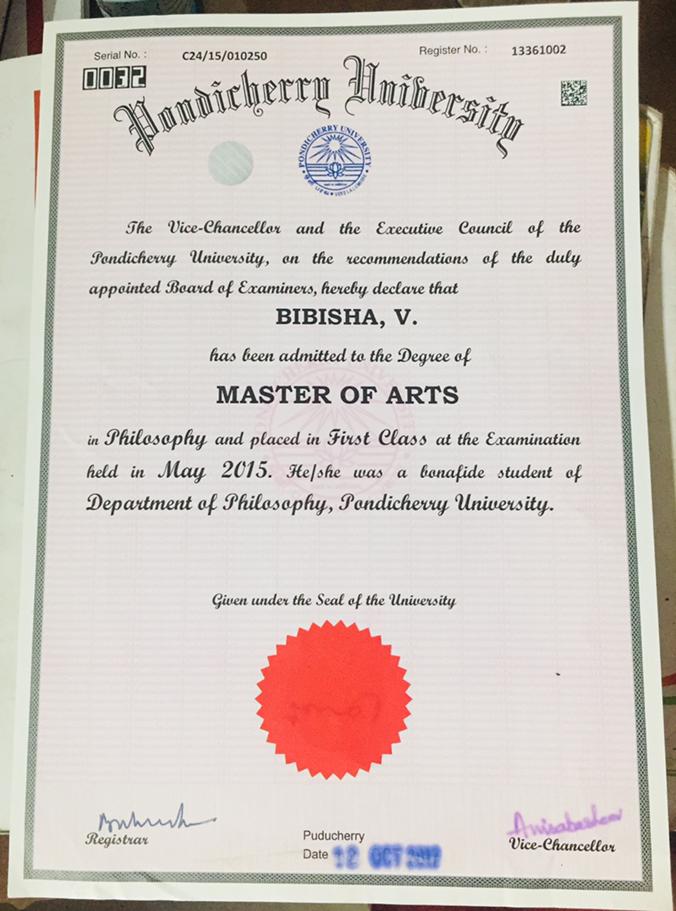 Serial No. : C24/15/010250
Register No. : 13361002
0032
Pondicherry University
PONDICHERRY UNIVERSITY
The Vice-Chancellor and the Executive Council of the
Pondicherry University, on the recommendations of the duly
appointed Board of Examiners, hereby declare that
BIBISHA, V.
has been admitted to the Degree of
MASTER OF ARTS
in Philosophy and placed in First Class at the Examination
held in May 2015. He/she was a bonafide student of
Department of Philosophy, Pondicherry University.
Given under the Seal of the University
Registrar
Puducherry
Date 12 OCT
Vice-Chancellor